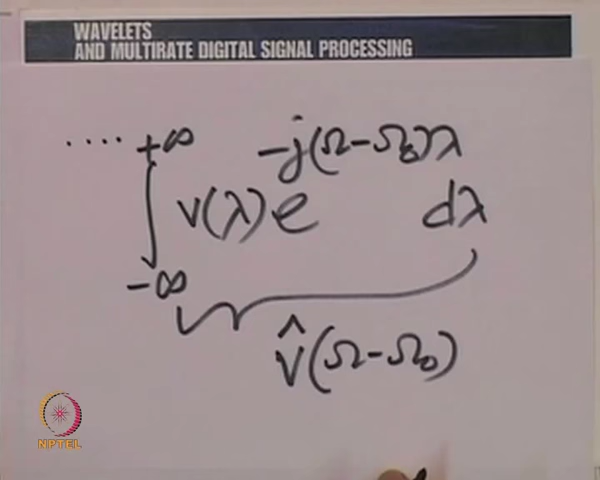 WAVELETS
AND MULTIRATE DIGITAL SIGNAL PROCESSING
.... +∞ -j(Ω-Ω₀)λ
∫ v(λ)e dλ
-∞
v̂(Ω-Ω₀)
NPTEL